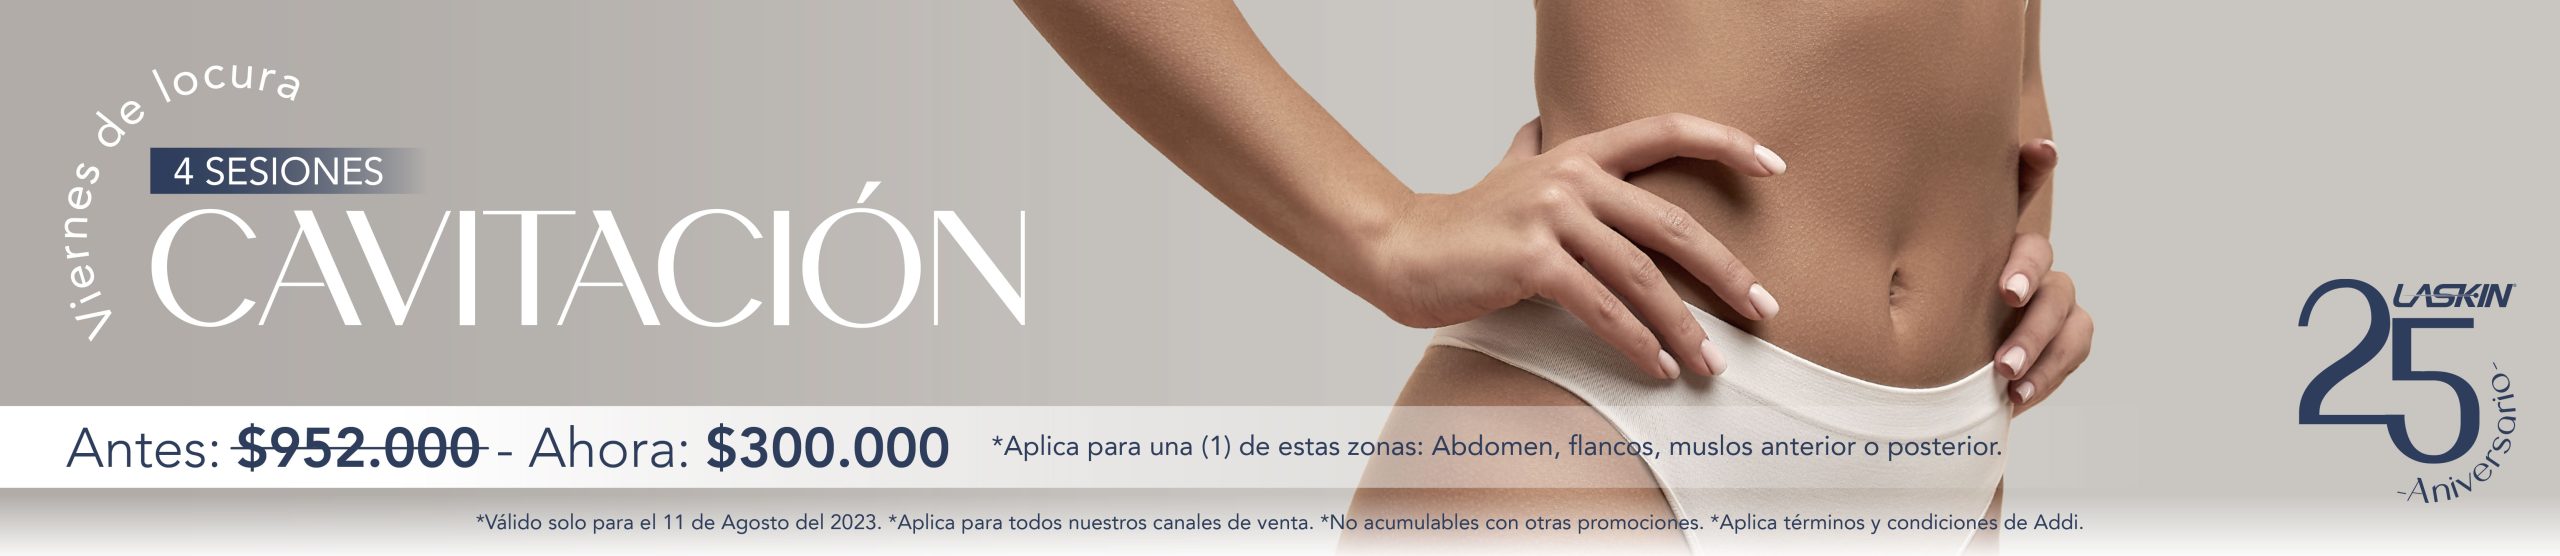 Viernes de locura
4 SESIONES
CAVITACIÓN
Antes: $952.000 - Ahora: $300.000
*Aplica para una (1) de estas zonas: Abdomen, flancos, muslos anterior o posterior.
*Válido solo para el 11 de Agosto del 2023. *Aplica para todos nuestros canales de venta. *No acumulables con otras promociones. *Aplica términos y condiciones de Addi.
LASKIN
25
-Aniversario-